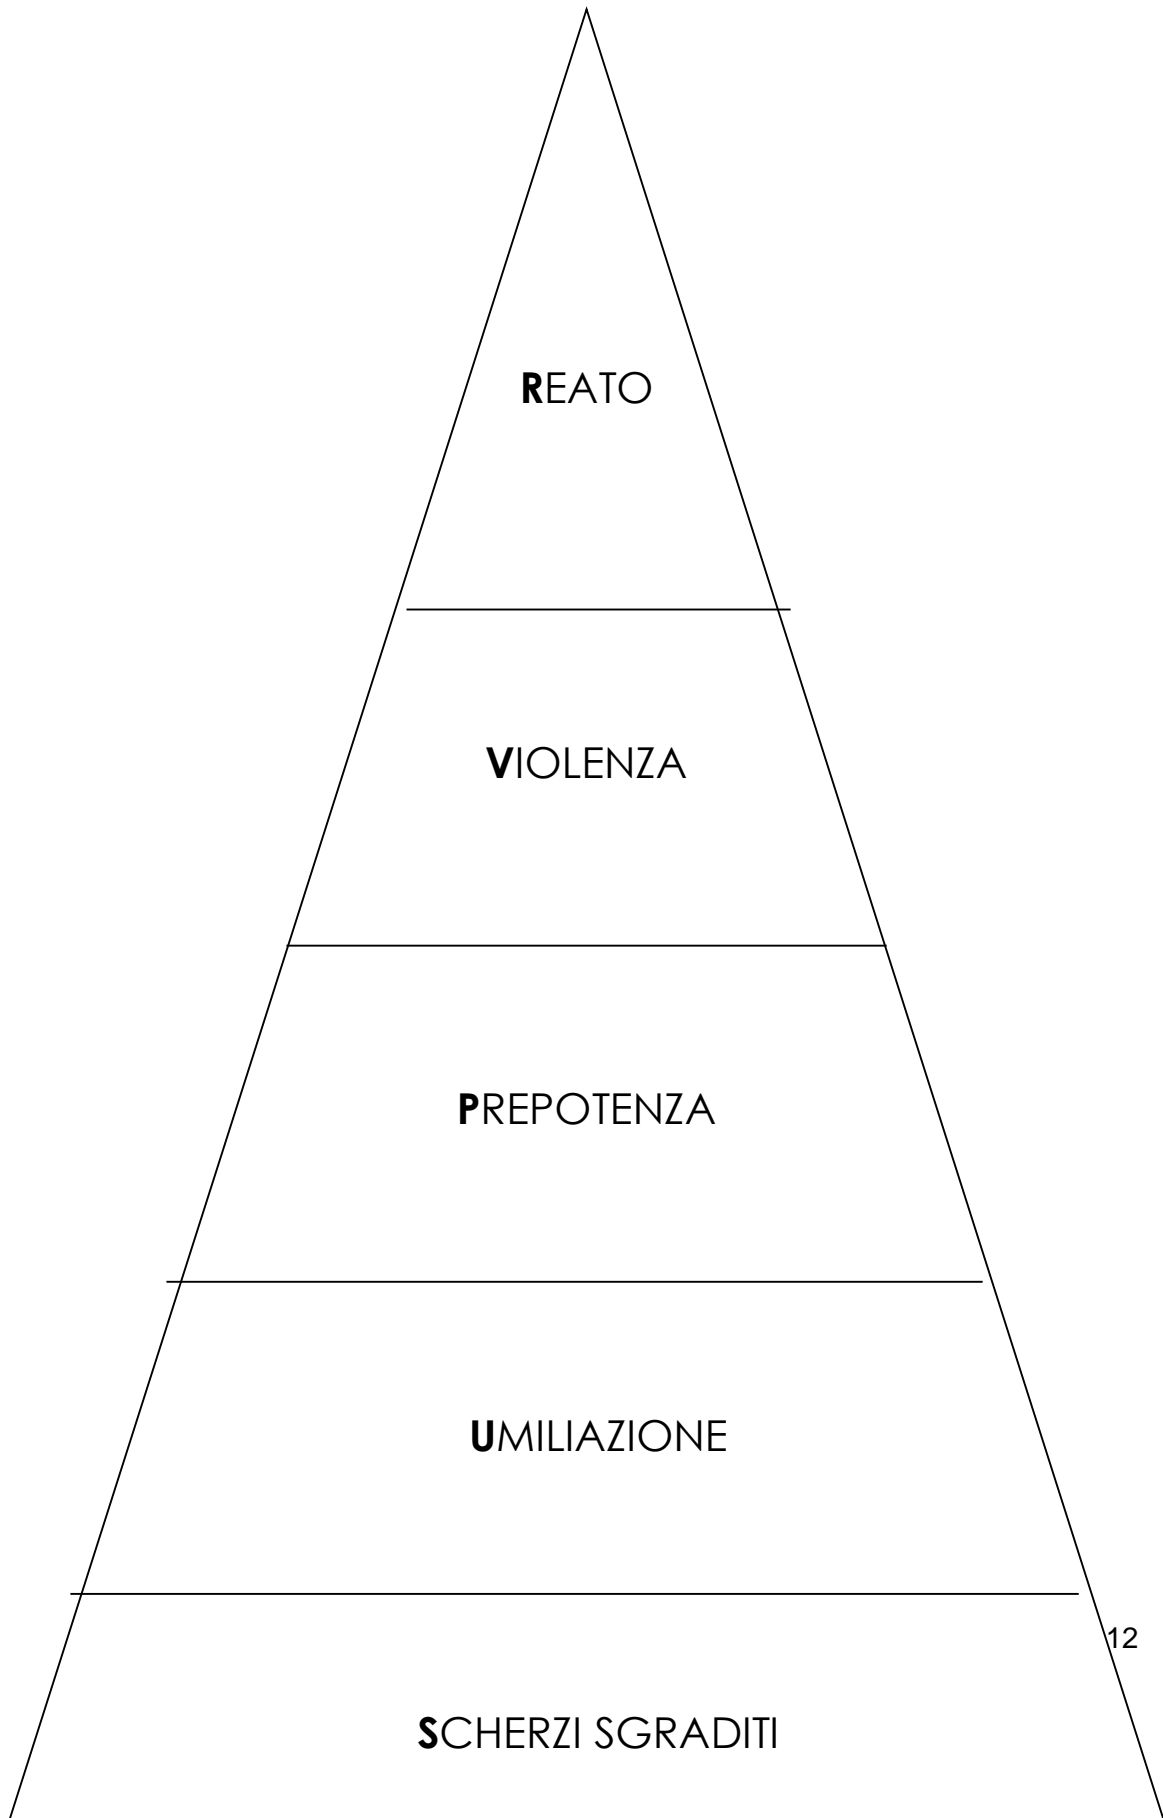 REATO
VIOLENZA
PREPOTENZA
UMILIAZIONE
12
SCHERZI SGRADITI